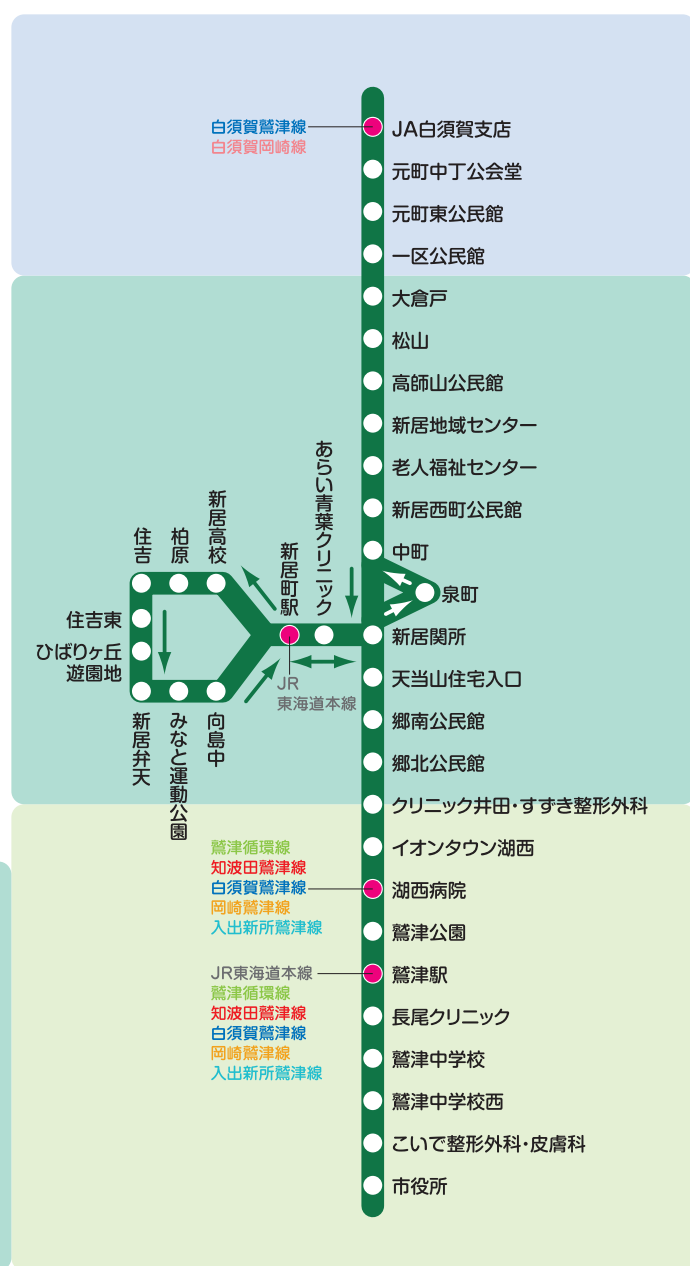 白須賀鷲津線
白須賀岡崎線
JA白須賀支店
元町中丁公会堂
元町東公民館
一区公民館
大倉戸
松山
高師山公民館
新居地域センター
老人福祉センター
新居西町公民館
中町
泉町
新居関所
あらい青葉クリニック
新居町駅
JR
東海道本線
新居高校
柏原
住吉
住吉東
ひばりヶ丘
遊園地
新居弁天
みなと運動公園
向島中
天当山住宅入口
郷南公民館
郷北公民館
クリニック井田・すずき整形外科
イオンタウン湖西
鷲津循環線
知波田鷲津線
白須賀鷲津線
岡崎鷲津線
入出新所鷲津線
湖西病院
鷲津公園
JR東海道本線
鷲津循環線
知波田鷲津線
白須賀鷲津線
岡崎鷲津線
入出新所鷲津線
鷲津駅
長尾クリニック
鷲津中学校
鷲津中学校西
こいで整形外科・皮膚科
市役所